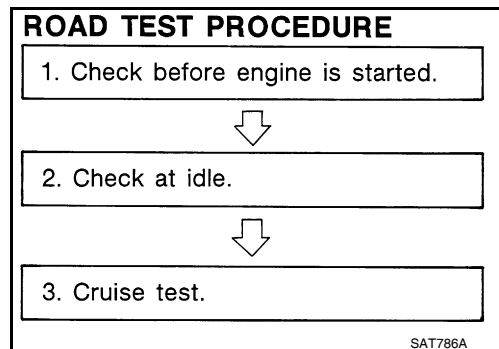 ROAD TEST PROCEDURE
1. Check before engine is started.
2. Check at idle.
3. Cruise test.
SAT786A